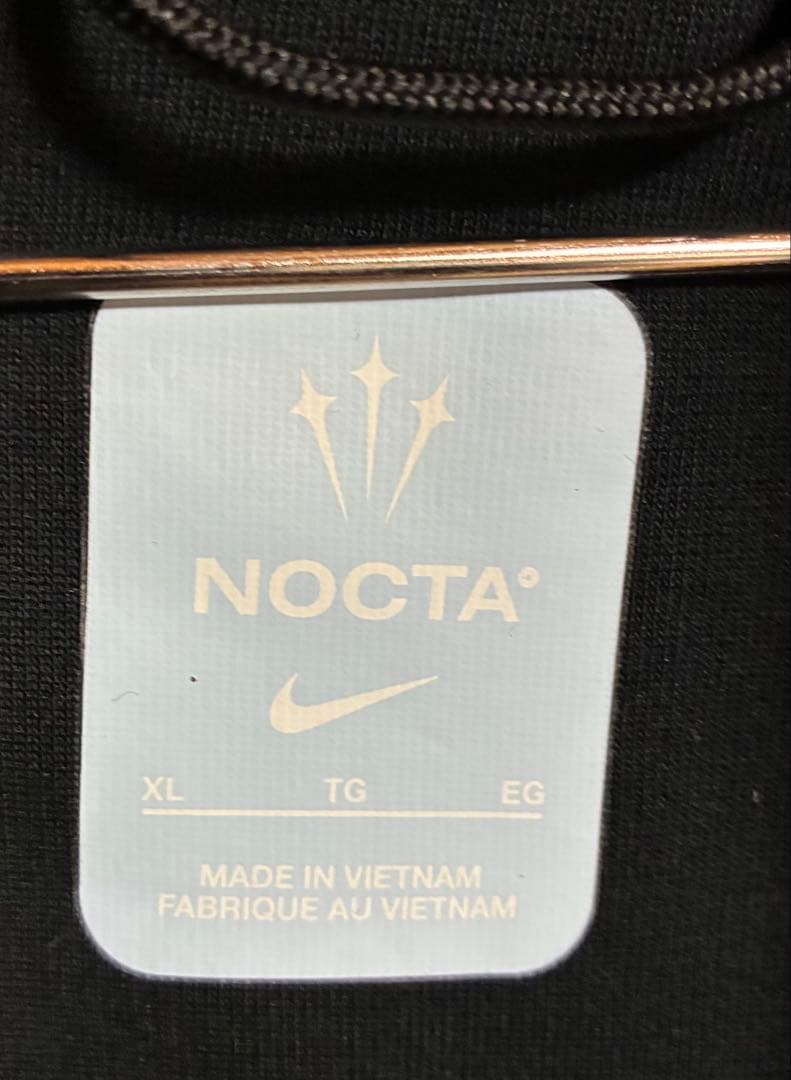 NOCTA
XL TG EG
MADE IN VIETNAM
FABRIQUE AU VIETNAM